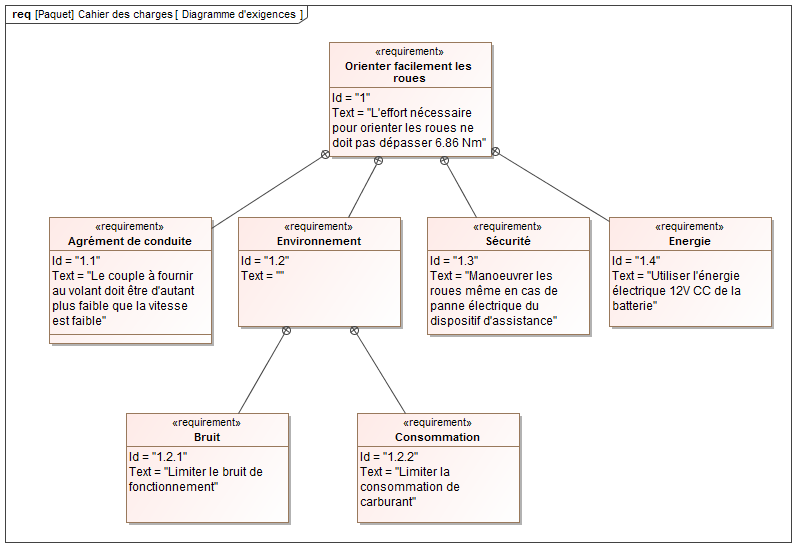 req [Paquet] Cahier des charges [ Diagramme d'exigences ]
«requirement»
Orienter facilement les
roues
Id = "1"
Text = "L'effort nécessaire
pour orienter les roues ne
doit pas dépasser 6.86 Nm"
«requirement»
Agrément de conduite
Id = "1.1"
Text = "Le couple à fournir
au volant doit être d'autant
plus faible que la vitesse
est faible"
«requirement»
Environnement
Id = "1.2"
Text = ""
«requirement»
Sécurité
Id = "1.3"
Text = "Manoeuvrer les
roues même en cas de
panne électrique du
dispositif d'assistance"
«requirement»
Energie
Id = "1.4"
Text = "Utiliser l'énergie
électrique 12V CC de la
batterie"
«requirement»
Bruit
Id = "1.2.1"
Text = "Limiter le bruit de
fonctionnement"
«requirement»
Consommation
Id = "1.2.2"
Text = "Limiter la
consommation de
carburant"